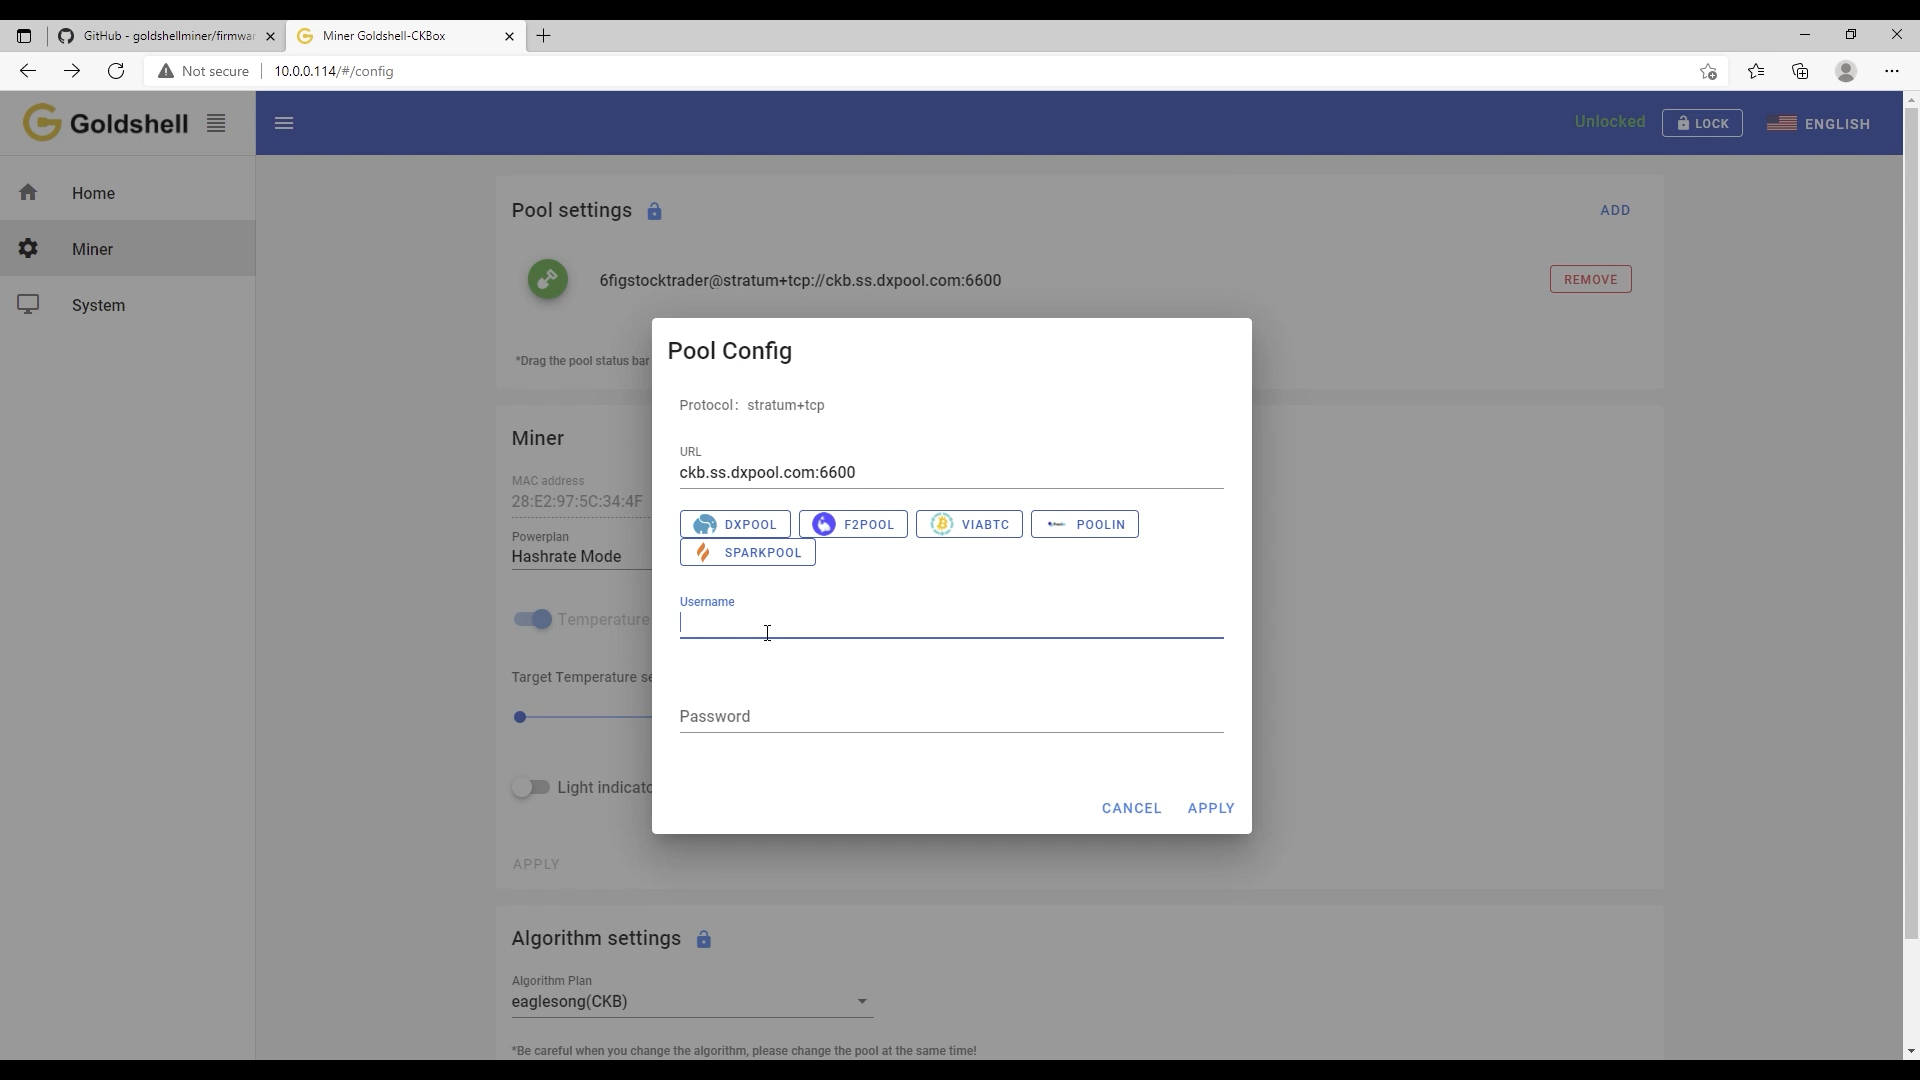 GitHub - goldshellminer/firmwar
Miner Goldshell-CKBox
Not secure
10.0.0.114/#/config
Goldshell
Unlocked
LOCK
ENGLISH
Home
Miner
System
Pool settings
ADD
6figstocktrader@stratum+tcp://ckb.ss.dxpool.com:6600
REMOVE
*Drag the pool status bar
Pool Config
Protocol: stratum+tcp
URL
ckb.ss.dxpool.com:6600
DXPOOL
F2POOL
VIABTC
POOLIN
SPARKPOOL
Username
Password
CANCEL
APPLY
Miner
MAC address
28:E2:97:5C:34:4F
Powerplan
Hashrate Mode
Temperature
Target Temperature se
Light indicato
APPLY
Algorithm settings
Algorithm Plan
eaglesong(CKB)
*Be careful when you change the algorithm, please change the pool at the same time!